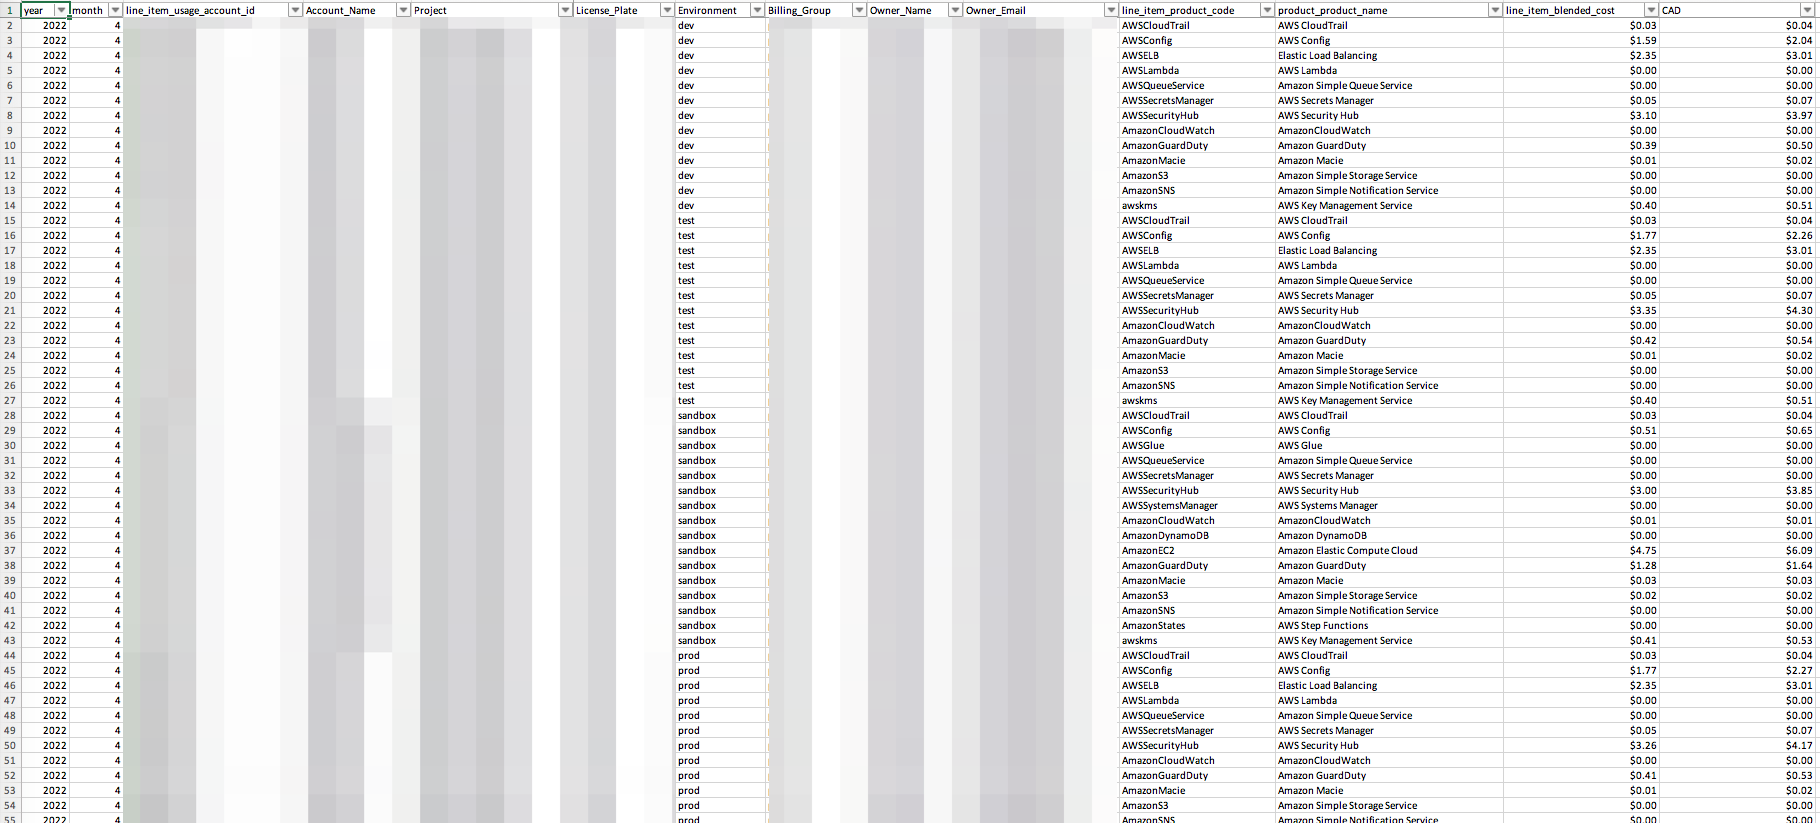 1 year month line_item_usage_account_id Account_Name Project License_Plate Environment Billing_Group Owner_Name Owner_Email line_item_product_code product_product_name line_item_blended_cost CAD
2 2022 4 dev AWSCloudTrail AWS CloudTrail $0.03 $0.04
3 2022 4 dev AWSConfig AWS Config $1.59 $2.04
4 2022 4 dev AWSELB Elastic Load Balancing $2.35 $3.01
5 2022 4 dev AWSLambda AWS Lambda $0.00 $0.00
6 2022 4 dev AWSQueueService Amazon Simple Queue Service $0.00 $0.00
7 2022 4 dev AWSSecretsManager AWS Secrets Manager $0.05 $0.07
8 2022 4 dev AWSSecurityHub AWS Security Hub $3.10 $3.97
9 2022 4 dev AmazonCloudWatch AmazonCloudWatch $0.00 $0.00
10 2022 4 dev AmazonGuardDuty Amazon GuardDuty $0.39 $0.50
11 2022 4 dev AmazonMacie Amazon Macie $0.01 $0.02
12 2022 4 dev AmazonS3 Amazon Simple Storage Service $0.00 $0.00
13 2022 4 dev AmazonSNS Amazon Simple Notification Service $0.00 $0.00
14 2022 4 dev awskms AWS Key Management Service $0.40 $0.51
15 2022 4 test AWSCloudTrail AWS CloudTrail $0.03 $0.04
16 2022 4 test AWSConfig AWS Config $1.77 $2.26
17 2022 4 test AWSELB Elastic Load Balancing $2.35 $3.01
18 2022 4 test AWSLambda AWS Lambda $0.00 $0.00
19 2022 4 test AWSQueueService Amazon Simple Queue Service $0.00 $0.00
20 2022 4 test AWSSecretsManager AWS Secrets Manager $0.05 $0.07
21 2022 4 test AWSSecurityHub AWS Security Hub $3.35 $4.30
22 2022 4 test AmazonCloudWatch AmazonCloudWatch $0.00 $0.00
23 2022 4 test AmazonGuardDuty Amazon GuardDuty $0.42 $0.54
24 2022 4 test AmazonMacie Amazon Macie $0.01 $0.02
25 2022 4 test AmazonS3 Amazon Simple Storage Service $0.00 $0.00
26 2022 4 test AmazonSNS Amazon Simple Notification Service $0.00 $0.00
27 2022 4 test awskms AWS Key Management Service $0.40 $0.51
28 2022 4 sandbox AWSCloudTrail AWS CloudTrail $0.03 $0.04
29 2022 4 sandbox AWSConfig AWS Config $0.51 $0.65
30 2022 4 sandbox AWSGlue AWS Glue $0.00 $0.00
31 2022 4 sandbox AWSQueueService Amazon Simple Queue Service $0.00 $0.00
32 2022 4 sandbox AWSSecretsManager AWS Secrets Manager $0.00 $0.00
33 2022 4 sandbox AWSSecurityHub AWS Security Hub $3.00 $3.85
34 2022 4 sandbox AWSSystemsManager AWS Systems Manager $0.00 $0.00
35 2022 4 sandbox AmazonCloudWatch AmazonCloudWatch $0.01 $0.01
36 2022 4 sandbox AmazonDynamoDB Amazon DynamoDB $0.00 $0.00
37 2022 4 sandbox AmazonEC2 Amazon Elastic Compute Cloud $4.75 $6.09
38 2022 4 sandbox AmazonGuardDuty Amazon GuardDuty $1.28 $1.64
39 2022 4 sandbox AmazonMacie Amazon Macie $0.03 $0.03
40 2022 4 sandbox AmazonS3 Amazon Simple Storage Service $0.02 $0.02
41 2022 4 sandbox AmazonSNS Amazon Simple Notification Service $0.00 $0.00
42 2022 4 sandbox AmazonStates AWS Step Functions $0.00 $0.00
43 2022 4 sandbox awskms AWS Key Management Service $0.41 $0.53
44 2022 4 prod AWSCloudTrail AWS CloudTrail $0.03 $0.04
45 2022 4 prod AWSConfig AWS Config $1.77 $2.27
46 2022 4 prod AWSELB Elastic Load Balancing $2.35 $3.01
47 2022 4 prod AWSLambda AWS Lambda $0.00 $0.00
48 2022 4 prod AWSQueueService Amazon Simple Queue Service $0.00 $0.00
49 2022 4 prod AWSSecretsManager AWS Secrets Manager $0.05 $0.07
50 2022 4 prod AWSSecurityHub AWS Security Hub $3.26 $4.17
51 2022 4 prod AmazonCloudWatch AmazonCloudWatch $0.00 $0.00
52 2022 4 prod AmazonGuardDuty Amazon GuardDuty $0.41 $0.53
53 2022 4 prod AmazonMacie Amazon Macie $0.01 $0.02
54 2022 4 prod AmazonS3 Amazon Simple Storage Service $0.00 $0.00
55 2022 4 prod AmazonSNS Amazon Simple Notification Service $0.00 $0.00